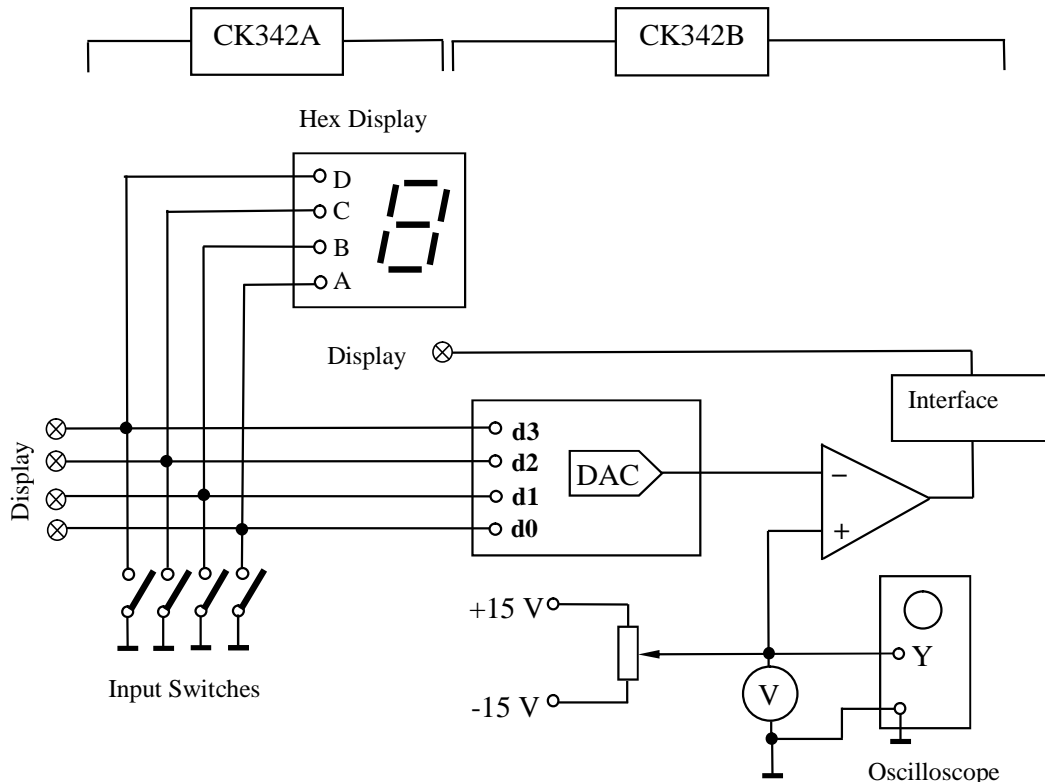 CK342A
CK342B
Hex Display
D
C
B
A
Display
Interface
Display
d3
d2
d1
d0
DAC
−
+
+15 V
-15 V
Y
V
Input Switches
Oscilloscope